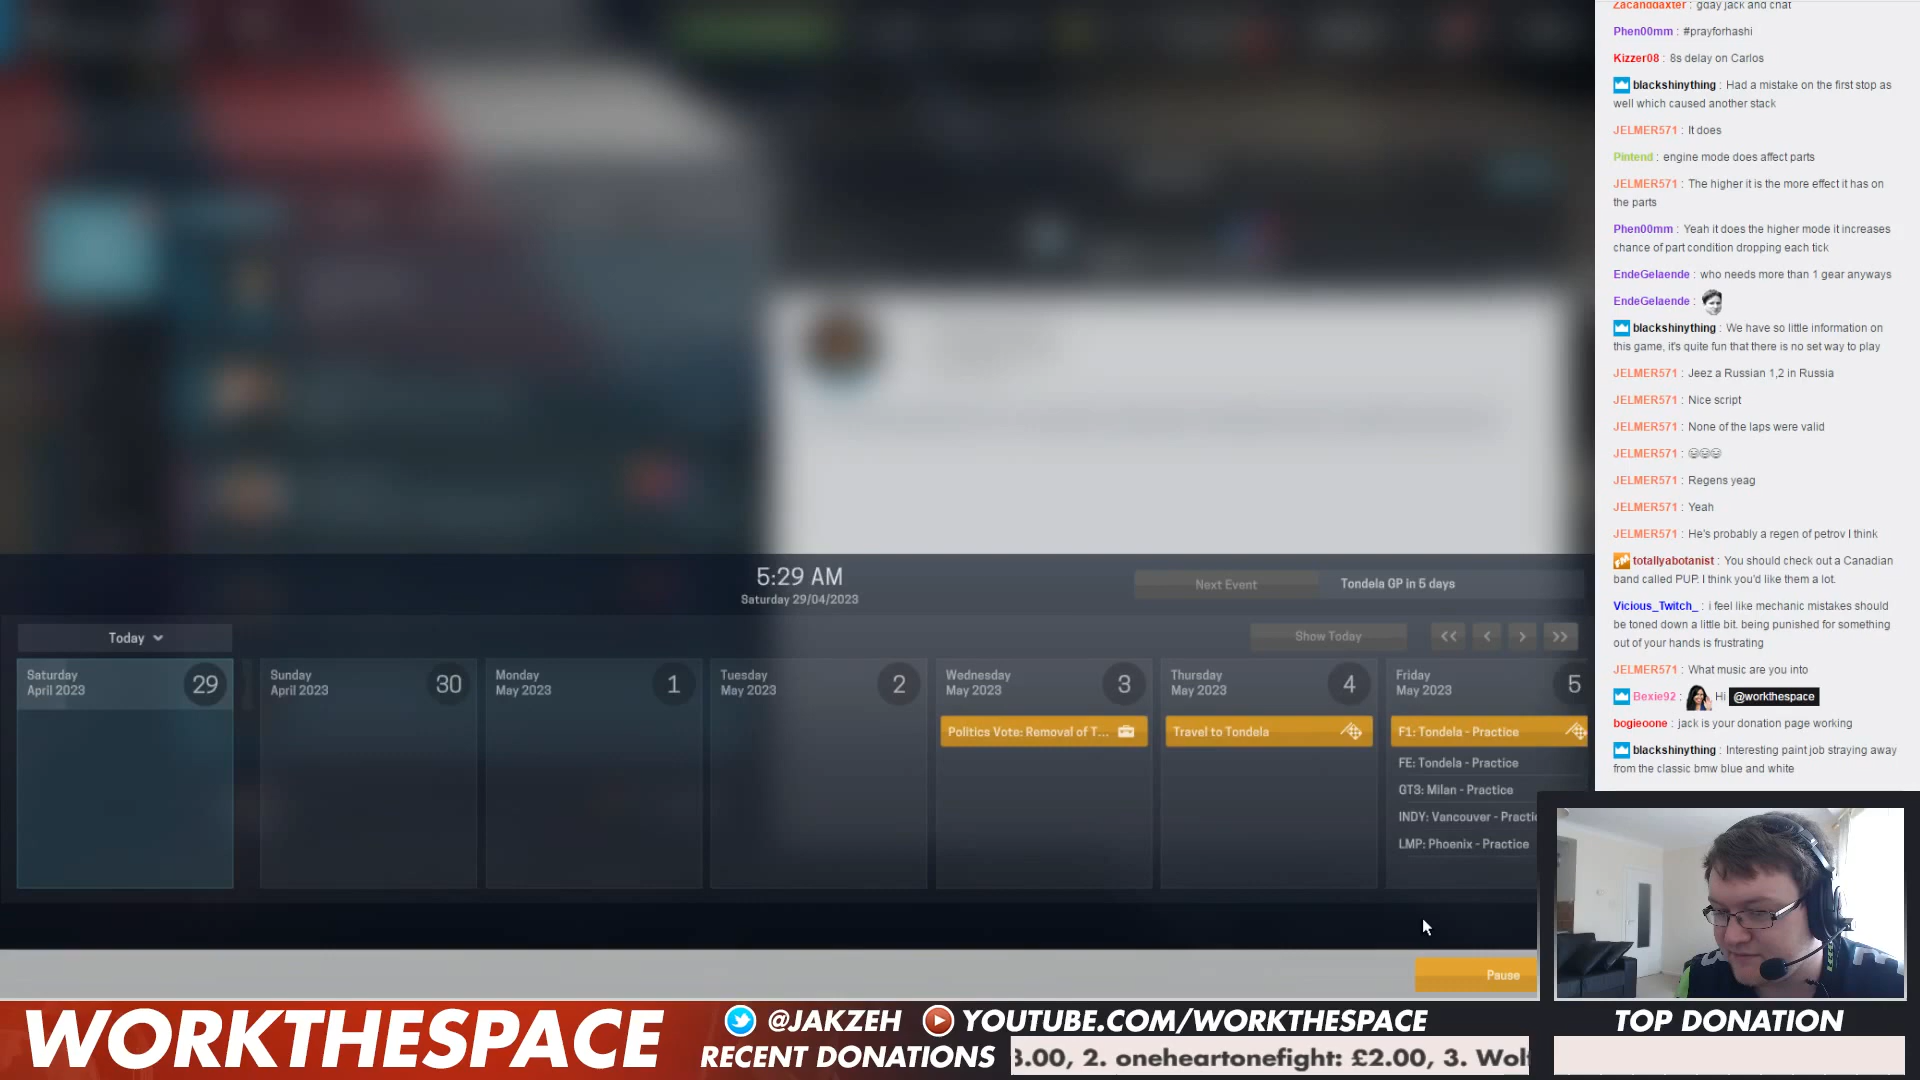 5:29 AM
Saturday 29/04/2023
Next Event
Tondela GP in 5 days
Today
Show Today
<< < > >>
Saturday
April 2023
29
Sunday
April 2023
30
Monday
May 2023
1
Tuesday
May 2023
2
Wednesday
May 2023
3
Politics Vote: Removal of T...
Thursday
May 2023
4
Travel to Tondela
Friday
May 2023
5
F1: Tondela - Practice
FE: Tondela - Practice
GT3: Milan - Practice
INDY: Vancouver - Practi
LMP: Phoenix - Practice
Pause
Zacanddaxter : gday jack and chat
Phen00mm : #prayforhashi
Kizzer08 : 8s delay on Carlos
blackshinything : Had a mistake on the first stop as
well which caused another stack
JELMER571 : It does
Pintend : engine mode does affect parts
JELMER571 : The higher it is the more effect it has on
the parts
Phen00mm : Yeah it does the higher mode it increases
chance of part condition dropping each tick
EndeGelaende : who needs more than 1 gear anyways
EndeGelaende :
blackshinything : We have so little information on
this game, it's quite fun that there is no set way to play
JELMER571 : Jeez a Russian 1,2 in Russia
JELMER571 : Nice script
JELMER571 : None of the laps were valid
JELMER571 :
JELMER571 : Regens yeag
JELMER571 : Yeah
JELMER571 : He's probably a regen of petrov I think
totallyabotanist : You should check out a Canadian
band called PUP. I think you'd like them a lot.
Vicious_Twitch_ : i feel like mechanic mistakes should
be toned down a little bit. being punished for something
out of your hands is frustrating
JELMER571 : What music are you into
Bexie92 : Hi @workthespace
bogieoone : jack is your donation page working
blackshinything : Interesting paint job straying away
from the classic bmw blue and white
WORKTHESPACE
@JAKZEH
YOUTUBE.COM/WORKTHESPACE
RECENT DONATIONS
3.00, 2. oneheartonefight: £2.00, 3. Wol
TOP DONATION